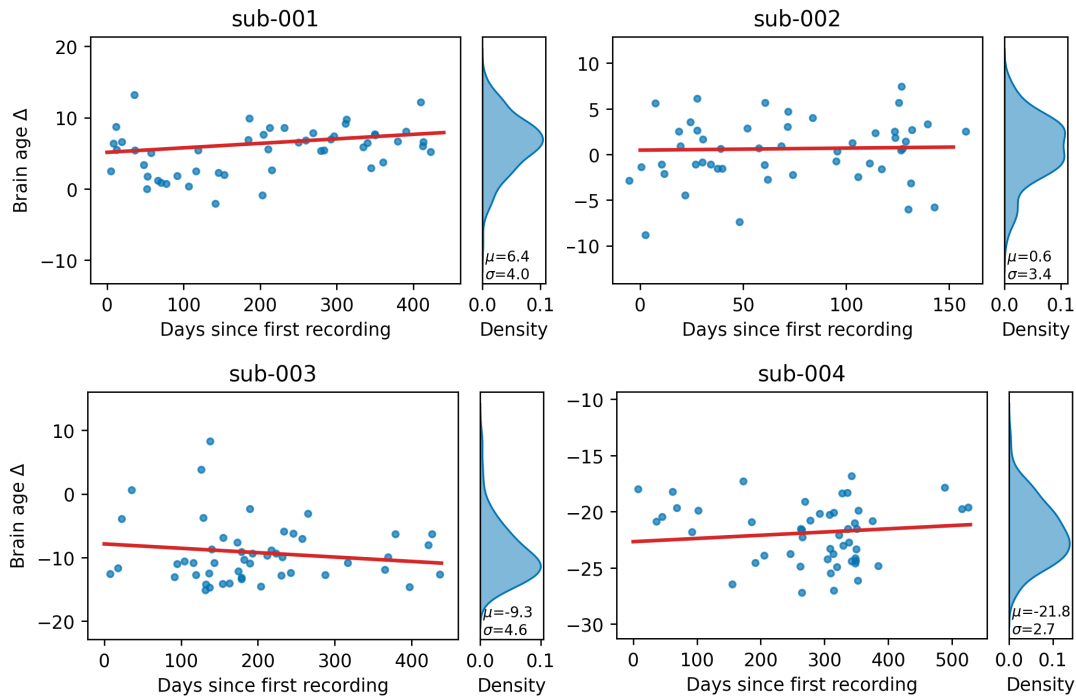 sub-001
20
10
0
−10
Brain age Δ
0
100
200
300
400
Days since first recording
μ=6.4
σ=4.0
0.0
0.1
Density
sub-002
10
5
0
−5
−10
0
50
100
150
Days since first recording
μ=0.6
σ=3.4
0.0
0.1
Density
sub-003
10
0
−10
−20
Brain age Δ
0
100
200
300
400
Days since first recording
μ=-9.3
σ=4.6
0.0
0.1
Density
sub-004
−10
−15
−20
−25
−30
0
100
200
300
400
500
Days since first recording
μ=-21.8
σ=2.7
0.0
0.1
Density